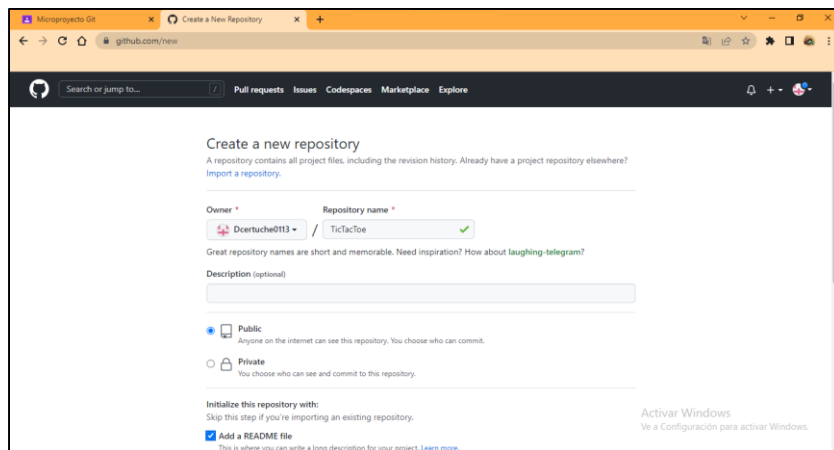 Microproyecto Git
Create a New Repository
github.com/new
Search or jump to... / Pull requests Issues Codespaces Marketplace Explore
Create a new repository
A repository contains all project files, including the revision history. Already have a project repository elsewhere?
Import a repository.
Owner * Repository name *
Dcertuche0113 / TicTacToe
Great repository names are short and memorable. Need inspiration? How about laughing-telegram?
Description (optional)
Public
Anyone on the internet can see this repository. You choose who can commit.
Private
You choose who can see and commit to this repository.
Initialize this repository with:
Skip this step if you're importing an existing repository.
Activar Windows
Ve a Configuración para activar Windows.
Add a README file
This is where you can write a long description for your project. Learn more.